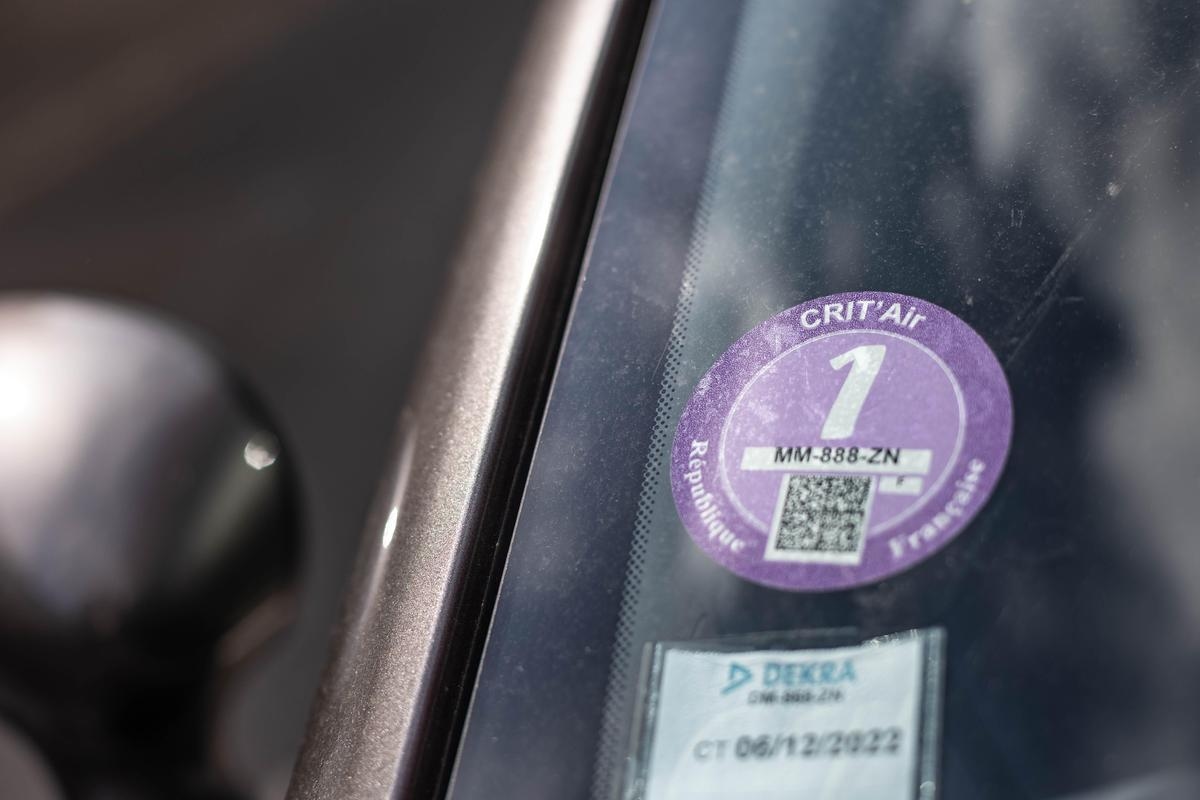 CRIT'Air
1
MM-888-ZN
F
République Française
DEKRA
CT 06/12/2022